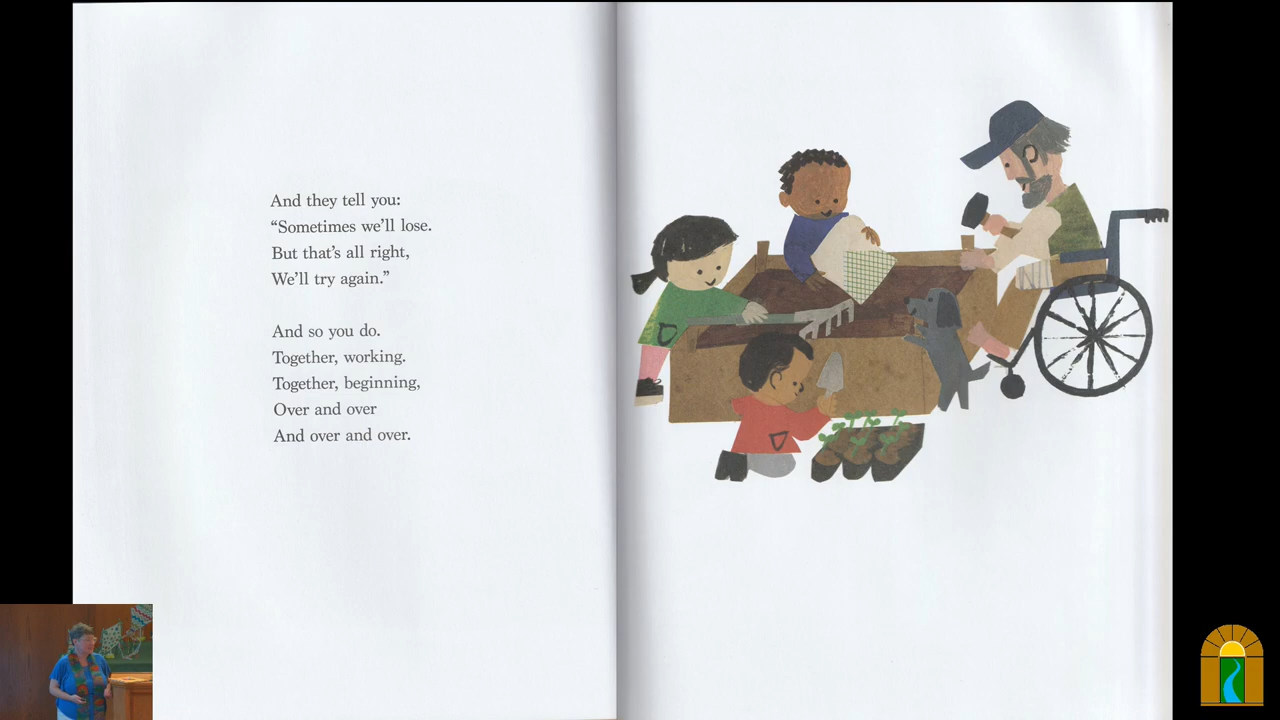 And they tell you:
“Sometimes we’ll lose.
But that’s all right,
We’ll try again.”
And so you do.
Together, working.
Together, beginning,
Over and over
And over and over.